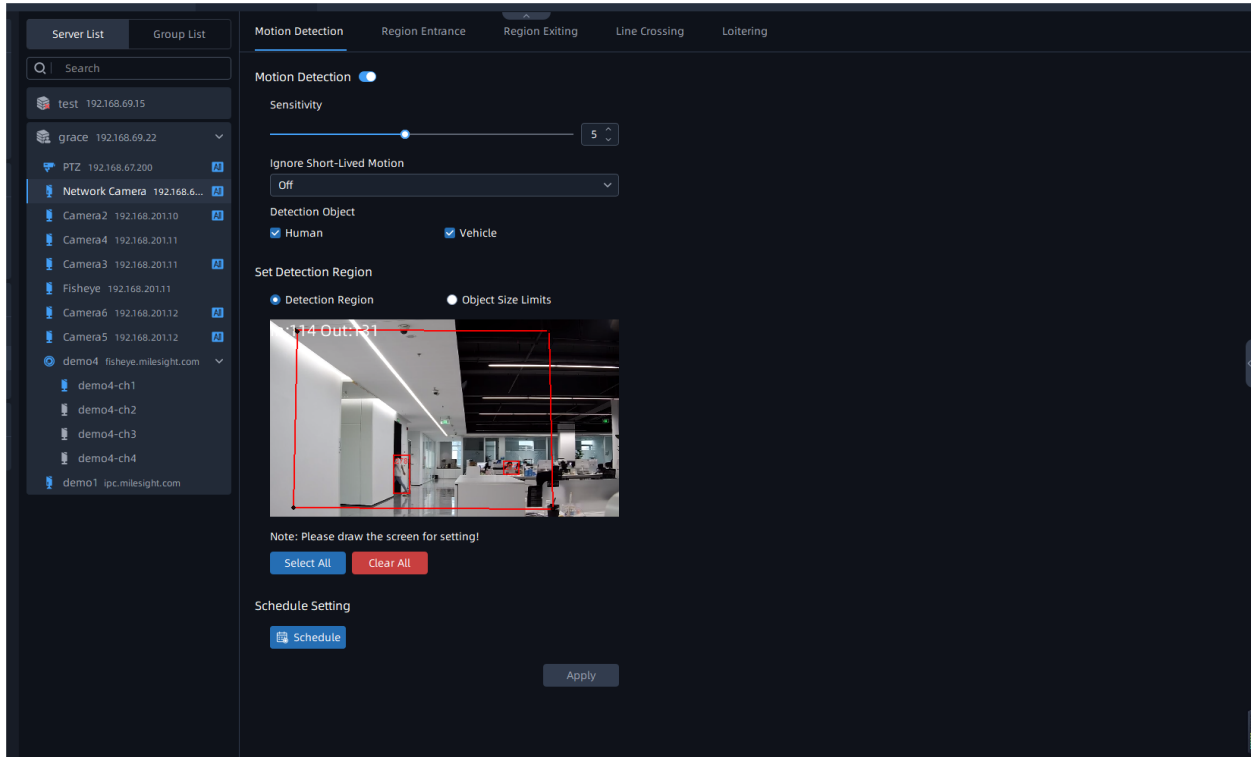 Server List
Group List
Search
test 192.168.69.15
grace 192.168.69.22
PTZ 192.168.67.200 AI
Network Camera 192.168.6... AI
Camera2 192.168.201.10 AI
Camera4 192.168.201.11
Camera3 192.168.201.11 AI
Fisheye 192.168.201.11
Camera6 192.168.201.12 AI
Camera5 192.168.201.12 AI
demo4 fisheye.milesight.com
demo4-ch1
demo4-ch2
demo4-ch3
demo4-ch4
demo1 ipc.milesight.com
Motion Detection
Region Entrance
Region Exiting
Line Crossing
Loitering
Motion Detection
Sensitivity
5
Ignore Short-Lived Motion
Off
Detection Object
Human
Vehicle
Set Detection Region
Detection Region
Object Size Limits
:114 Out:131
Note: Please draw the screen for setting!
Select All
Clear All
Schedule Setting
Schedule
Apply